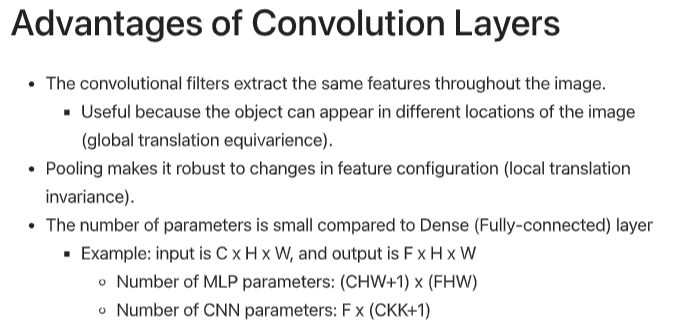 Advantages of Convolution Layers
• The convolutional filters extract the same features throughout the image.
▪ Useful because the object can appear in different locations of the image
(global translation equivarience).
• Pooling makes it robust to changes in feature configuration (local translation
invariance).
• The number of parameters is small compared to Dense (Fully-connected) layer
▪ Example: input is C x H x W, and output is F x H x W
◦ Number of MLP parameters: (CHW+1) x (FHW)
◦ Number of CNN parameters: F x (CKK+1)